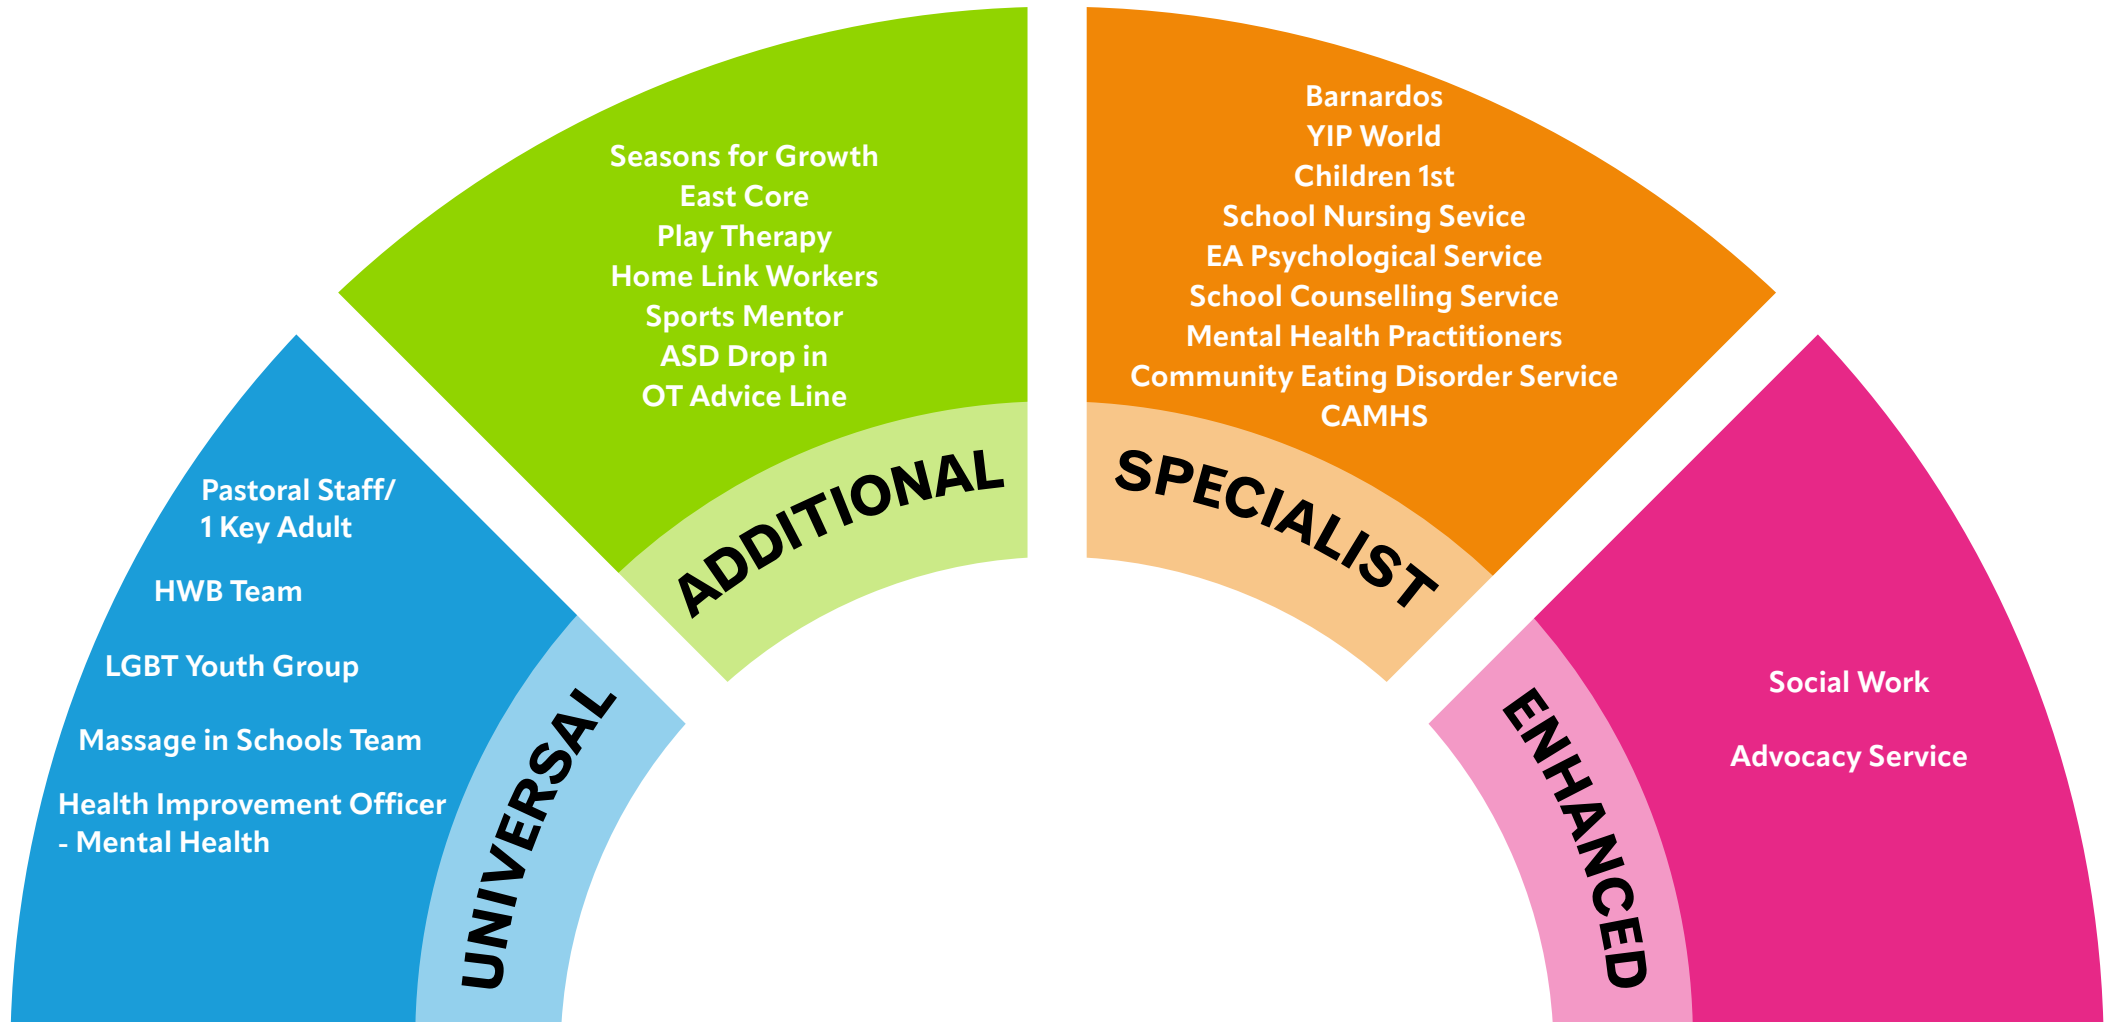 Pastoral Staff/
1 Key Adult
HWB Team
LGBT Youth Group
Massage in Schools Team
Health Improvement Officer
- Mental Health
UNIVERSAL
Seasons for Growth
East Core
Play Therapy
Home Link Workers
Sports Mentor
ASD Drop in
OT Advice Line
ADDITIONAL
Barnardos
YIP World
Children 1st
School Nursing Sevice
EA Psychological Service
School Counselling Service
Mental Health Practitioners
Community Eating Disorder Service
CAMHS
SPECIALIST
Social Work
Advocacy Service
ENHANCED